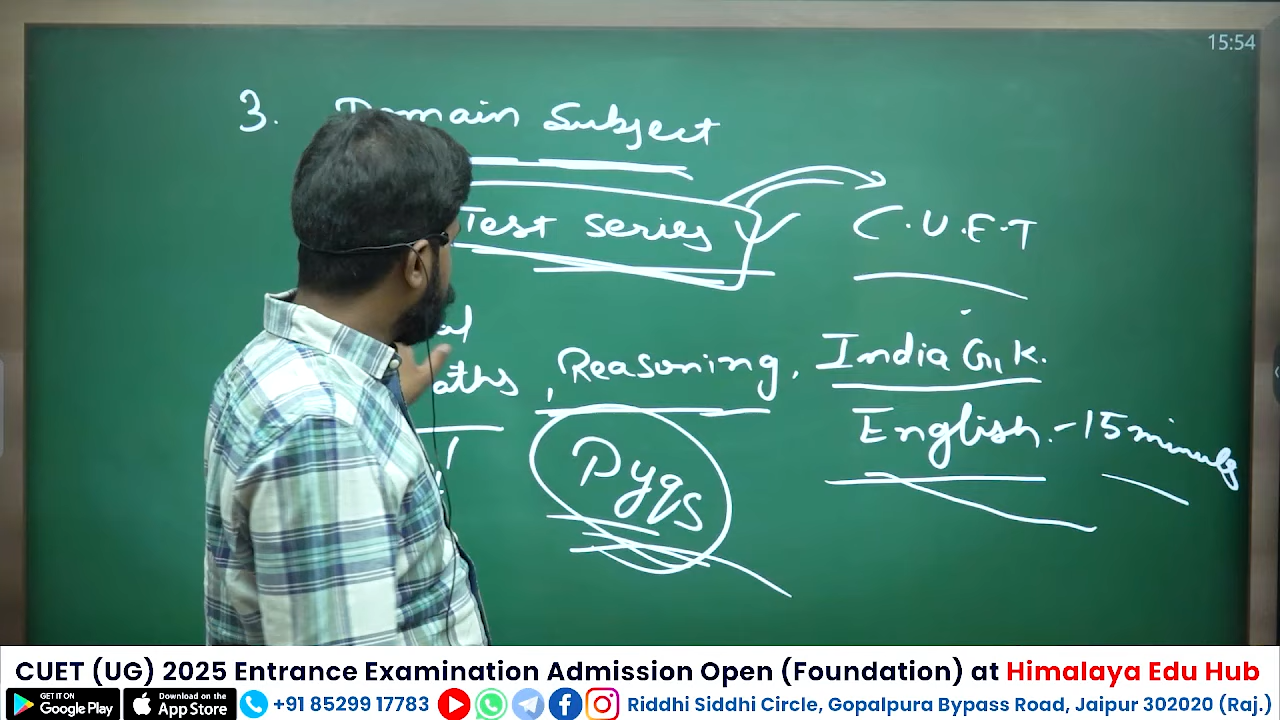 15:54
3. Domain Subject
Test Series
C.U.E.T
aths, Reasoning, India G.K.
English. - 15 minutes
Pyqs
CUET (UG) 2025 Entrance Examination Admission Open (Foundation) at Himalaya Edu Hub
GET IT ON Google Play
Download on the App Store
+91 85299 17783
Riddhi Siddhi Circle, Gopalpura Bypass Road, Jaipur 302020 (Raj.)